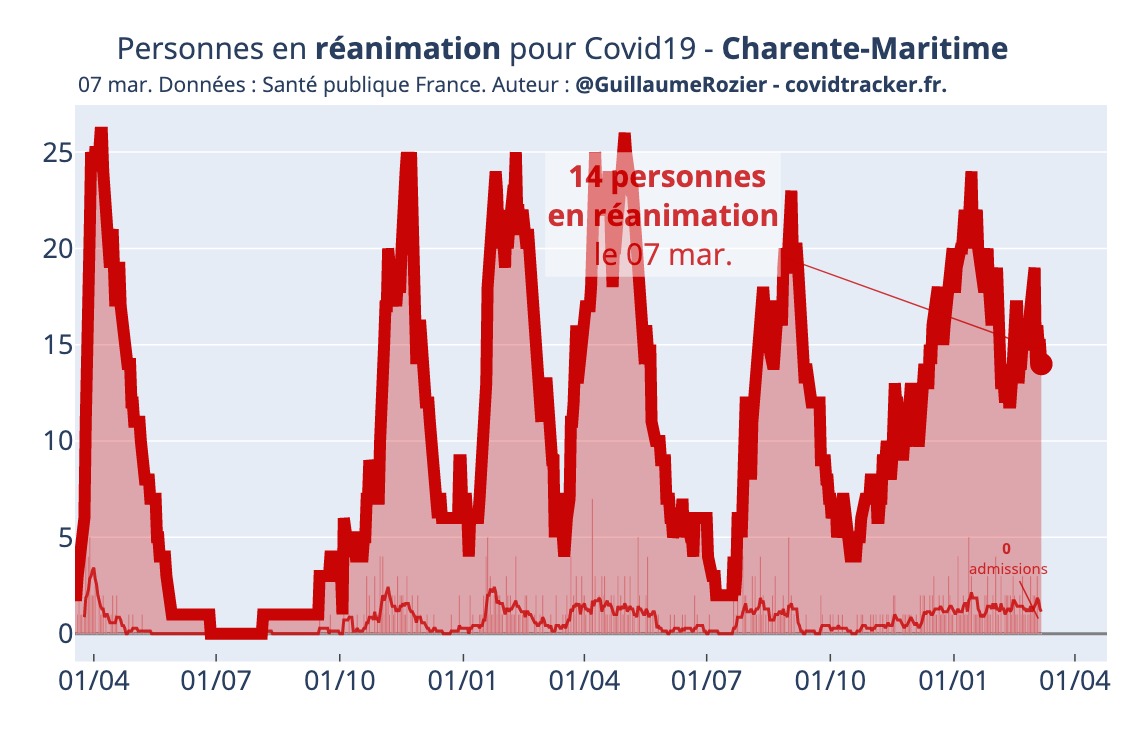 Personnes en réanimation pour Covid19 - Charente-Maritime
07 mar. Données : Santé publique France. Auteur : @GuillaumeRozier - covidtracker.fr.
25
14 personnes
en réanimation
le 07 mar.
20
15
10
5
0
admissions
0
01/04 01/07 01/10 01/01 01/04 01/07 01/10 01/01 01/04